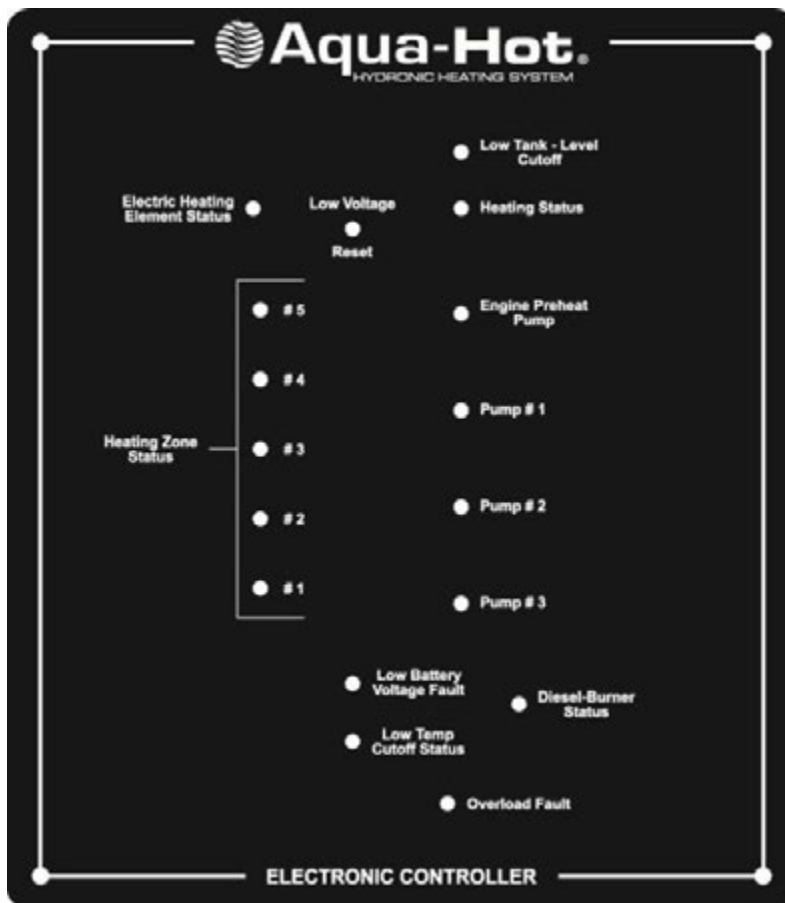 Aqua-Hot®
HYDRONIC HEATING SYSTEM
Low Tank - Level
Cutoff
Electric Heating
Element Status
Low Voltage
Reset
Heating Status
# 5
Engine Preheat
Pump
# 4
Pump # 1
Heating Zone
Status
# 3
# 2
Pump # 2
# 1
Pump # 3
Low Battery
Voltage Fault
Diesel-Burner
Status
Low Temp
Cutoff Status
Overload Fault
ELECTRONIC CONTROLLER